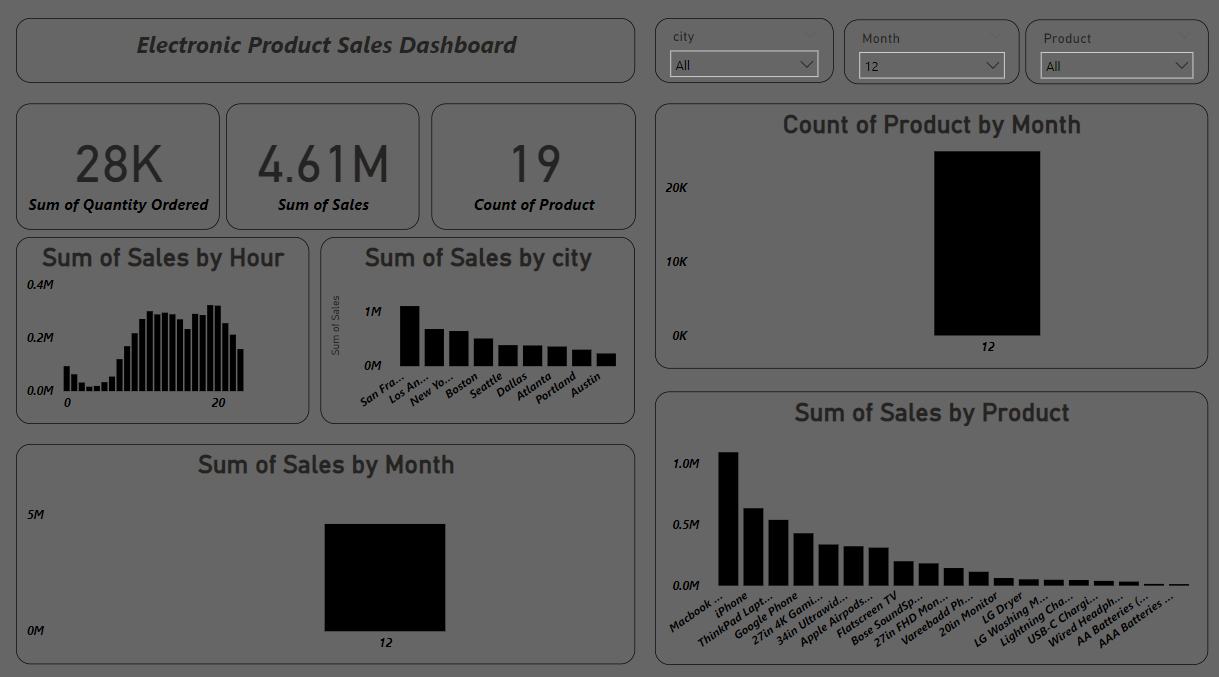 Electronic Product Sales Dashboard
city
All
Month
12
Product
All
28K
Sum of Quantity Ordered
4.61M
Sum of Sales
19
Count of Product
Count of Product by Month
20K
10K
0K
12
Sum of Sales by Hour
0.4M
0.2M
0.0M
0
20
Sum of Sales by city
Sum of Sales
1M
0M
San Fra...
Los An...
New Yo...
Boston
Seattle
Dallas
Atlanta
Portland
Austin
Sum of Sales by Month
5M
0M
12
Sum of Sales by Product
1.0M
0.5M
0.0M
Macbook ...
iPhone
ThinkPad Lapt...
Google Phone
27in 4K Gami...
34in Ultrawid...
Apple Airpods...
Flatscreen TV
Bose SoundSp...
27in FHD Mon...
Vareebadd Ph...
20in Monitor
LG Dryer
LG Washing M...
Lightning Cha...
USB-C Chargi...
Wired Headph...
AA Batteries (...
AAA Batteries ...